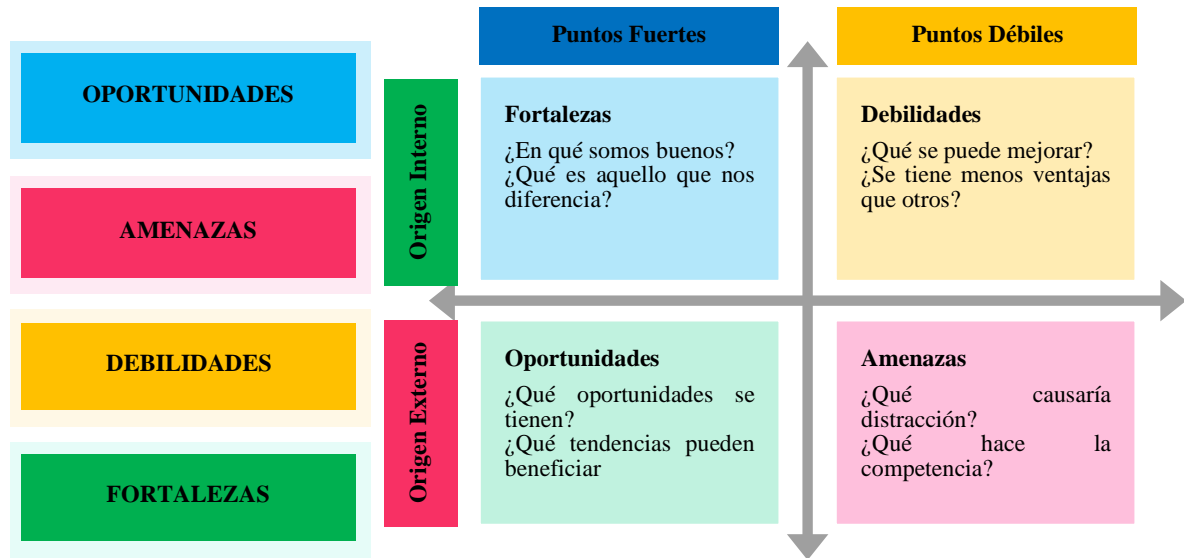 OPORTUNIDADES
AMENAZAS
DEBILIDADES
FORTALEZAS
Puntos Fuertes
Puntos Débiles
Origen Interno
Fortalezas
¿En qué somos buenos?
¿Qué es aquello que nos
diferencia?
Debilidades
¿Qué se puede mejorar?
¿Se tiene menos ventajas
que otros?
Origen Externo
Oportunidades
¿Qué oportunidades se
tienen?
¿Qué tendencias pueden
beneficiar
Amenazas
¿Qué causaría
distracción?
¿Qué hace la
competencia?